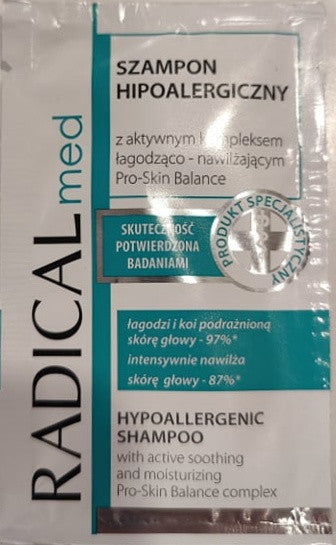 RADICAL med
SZAMPON
HIPOALERGICZNY
z aktywnym kompleksem
łagodząco - nawilżającym
Pro-Skin Balance
SKUTECZNOŚĆ
POTWIERDZONA
BADANIAMI
PRODUKT SPECJALISTYCZNY
łagodzi i koi podrażnioną
skórę głowy - 97%*
intensywnie nawilża
skórę głowy - 87%*
HYPOALLERGENIC
SHAMPOO
with active soothing
and moisturizing
Pro-Skin Balance complex